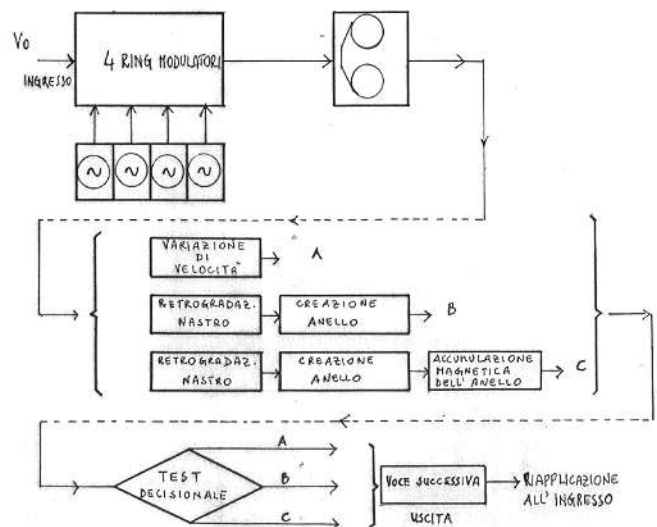 Vo
INGRESSO
4 RING MODULATORI
~ ~ ~ ~
VARIAZIONE
DI
VELOCITÀ
A
RETROGRADAZ.
NASTRO
CREAZIONE
ANELLO
B
RETROGRADAZ.
NASTRO
CREAZIONE
ANELLO
ACCUMULAZIONE
MAGNETICA
DELL'ANELLO
C
TEST
DECISIONALE
A
B
C
VOCE SUCCESSIVA
USCITA
RIAPPLICAZIONE
ALL'INGRESSO